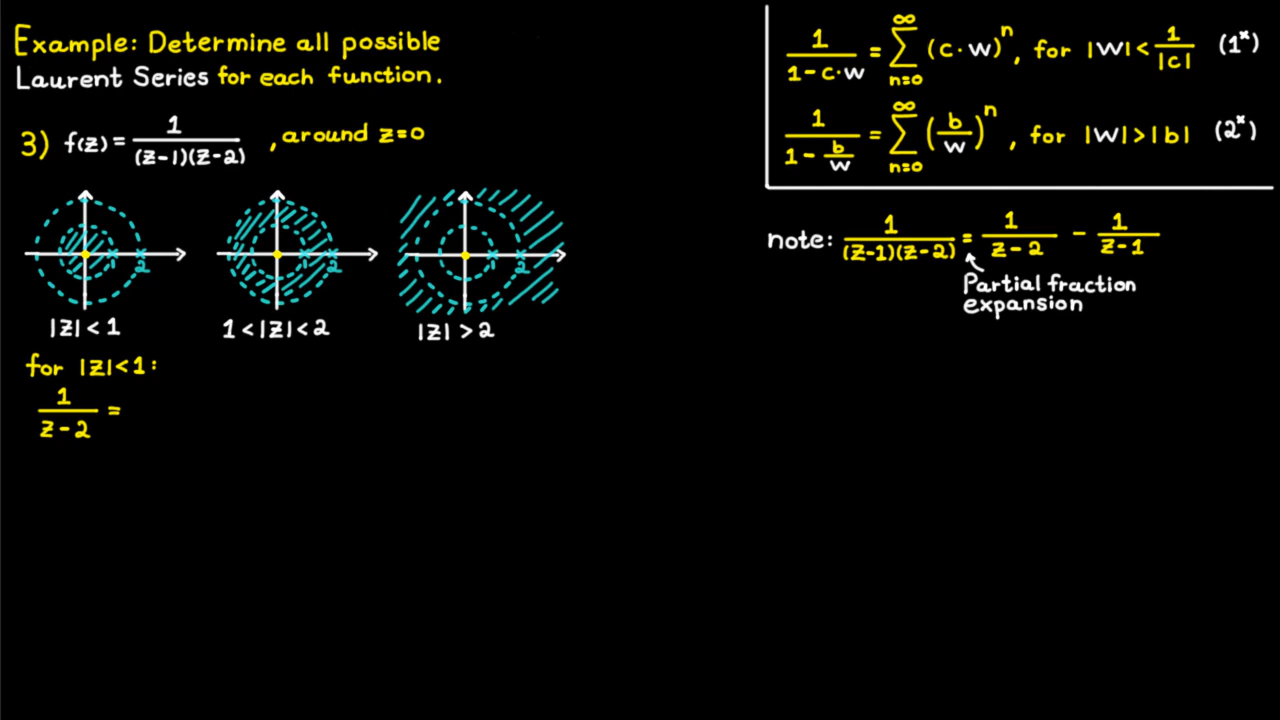 Example: Determine all possible
Laurent Series for each function.
3) f(z) = 1/((z-1)(z-2)) , around z=0
2
2
2
|z| < 1
1 < |z| < 2
|z| > 2
for |z| < 1:
1/(z-2) =
1/(1-c·w) = ∑_{n=0}^{∞} (c·w)^n, for |w| < 1/|c| (1*)
1/(1 - b/w) = ∑_{n=0}^{∞} (b/w)^n, for |w| > |b| (2*)
note: 1/((z-1)(z-2)) = 1/(z-2) - 1/(z-1)
Partial fraction
expansion